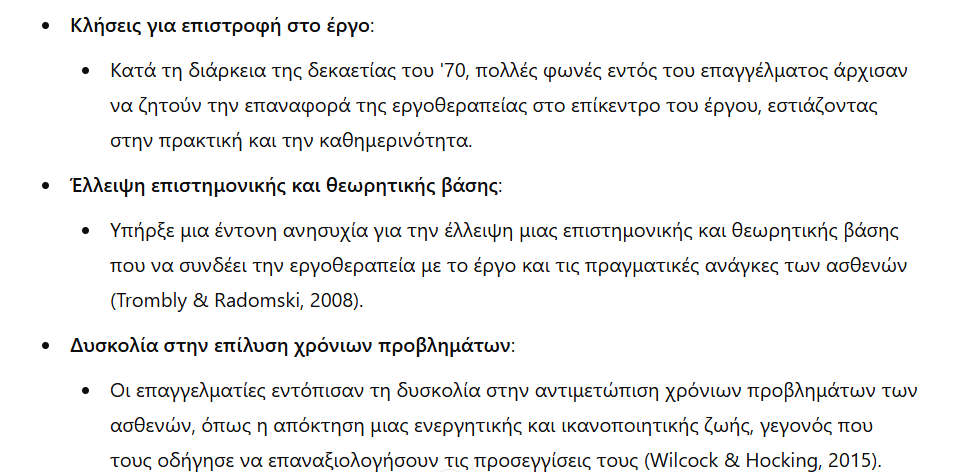 • Κλήσεις για επιστροφή στο έργο:
• Κατά τη διάρκεια της δεκαετίας του '70, πολλές φωνές εντός του επαγγέλματος άρχισαν
να ζητούν την επαναφορά της εργοθεραπείας στο επίκεντρο του έργου, εστιάζοντας
στην πρακτική και την καθημερινότητα.
• Έλλειψη επιστημονικής και θεωρητικής βάσης:
• Υπήρξε μια έντονη ανησυχία για την έλλειψη μιας επιστημονικής και θεωρητικής βάσης
που να συνδέει την εργοθεραπεία με το έργο και τις πραγματικές ανάγκες των ασθενών
(Trombly & Radomski, 2008).
• Δυσκολία στην επίλυση χρόνιων προβλημάτων:
• Οι επαγγελματίες εντόπισαν τη δυσκολία στην αντιμετώπιση χρόνιων προβλημάτων των
ασθενών, όπως η απόκτηση μιας ενεργητικής και ικανοποιητικής ζωής, γεγονός που
τους οδήγησε να επαναξιολογήσουν τις προσεγγίσεις τους (Wilcock & Hocking, 2015).